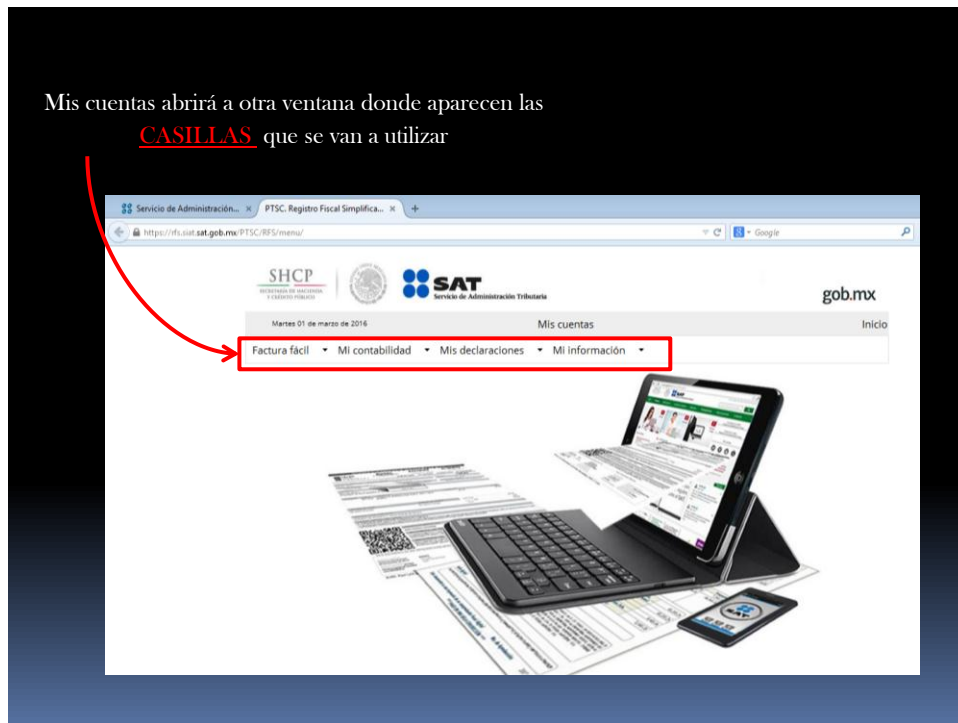 Mis cuentas abrirá a otra ventana donde aparecen las
CASILLAS que se van a utilizar
Servicio de Administración... × PTSC. Registro Fiscal Simplifica... × +
https://rfs.siat.sat.gob.mx/PTSC/RFS/menu/ Google
SHCP
SECRETARÍA DE HACIENDA
Y CRÉDITO PÚBLICO
SAT
Servicio de Administración Tributaria
gob.mx
Martes 01 de marzo de 2016 Mis cuentas Inicio
Factura fácil Mi contabilidad Mis declaraciones Mi información
SAT
SAT